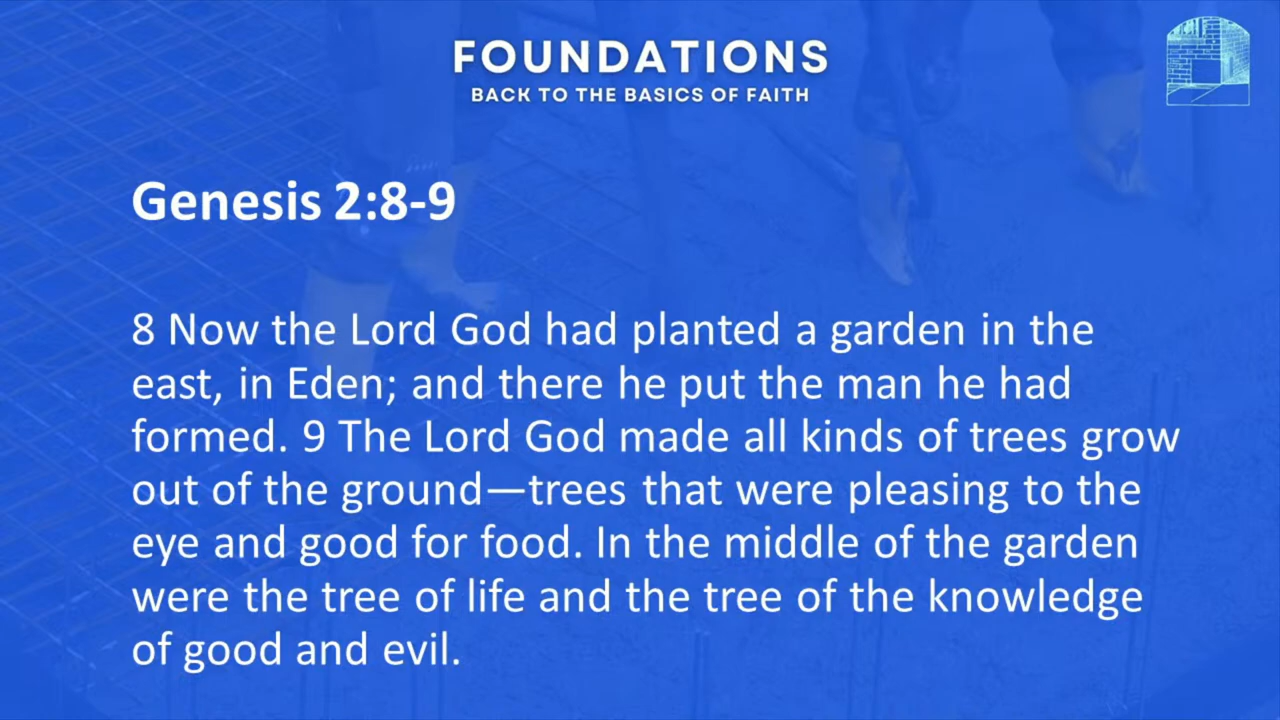 FOUNDATIONS
BACK TO THE BASICS OF FAITH
Genesis 2:8-9
8 Now the Lord God had planted a garden in the
east, in Eden; and there he put the man he had
formed. 9 The Lord God made all kinds of trees grow
out of the ground—trees that were pleasing to the
eye and good for food. In the middle of the garden
were the tree of life and the tree of the knowledge
of good and evil.